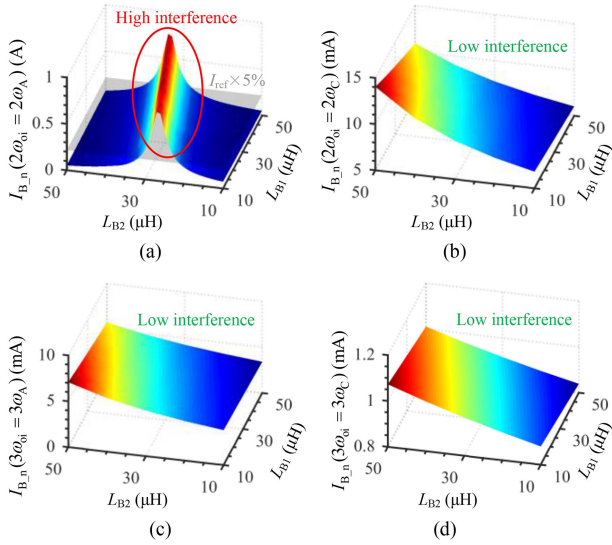 High interference
I_ref×5%
I_B_n(2ω_oi = 2ω_A) (A)
1
0.5
0
50
30
10
L_B2 (μH)
50
30
10
L_B1 (μH)
(a)
Low interference
I_B_n(2ω_oi = 2ω_C) (mA)
15
10
5
50
30
10
L_B2 (μH)
50
30
10
L_B1 (μH)
(b)
Low interference
I_B_n(3ω_oi = 3ω_A) (mA)
10
5
0
50
30
10
L_B2 (μH)
50
30
10
L_B1 (μH)
(c)
Low interference
I_B_n(3ω_oi = 3ω_C) (mA)
1.2
1
0.8
50
30
10
L_B2 (μH)
50
30
10
L_B1 (μH)
(d)